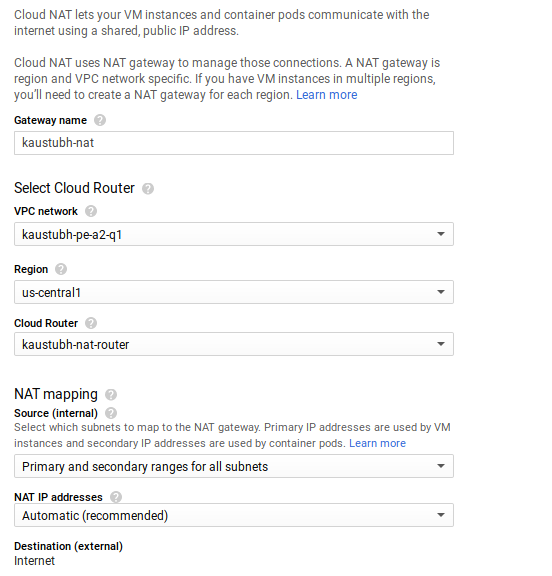 Cloud NAT lets your VM instances and container pods communicate with the
internet using a shared, public IP address.
Cloud NAT uses NAT gateway to manage those connections. A NAT gateway is
region and VPC network specific. If you have VM instances in multiple regions,
you'll need to create a NAT gateway for each region. Learn more
Gateway name ?
kaustubh-nat
Select Cloud Router ?
VPC network ?
kaustubh-pe-a2-q1
Region ?
us-central1
Cloud Router ?
kaustubh-nat-router
NAT mapping ?
Source (internal) ?
Select which subnets to map to the NAT gateway. Primary IP addresses are used by VM
instances and secondary IP addresses are used by container pods. Learn more
Primary and secondary ranges for all subnets
NAT IP addresses ?
Automatic (recommended)
Destination (external)
Internet